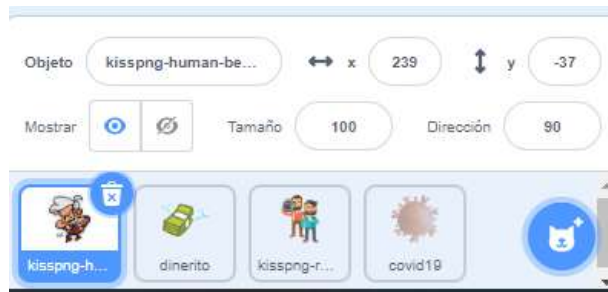 Objeto kisspng-human-be... x 239 y -37
Mostrar Tamaño 100 Dirección 90
kisspng-h... dinerito kisspng-r... covid19